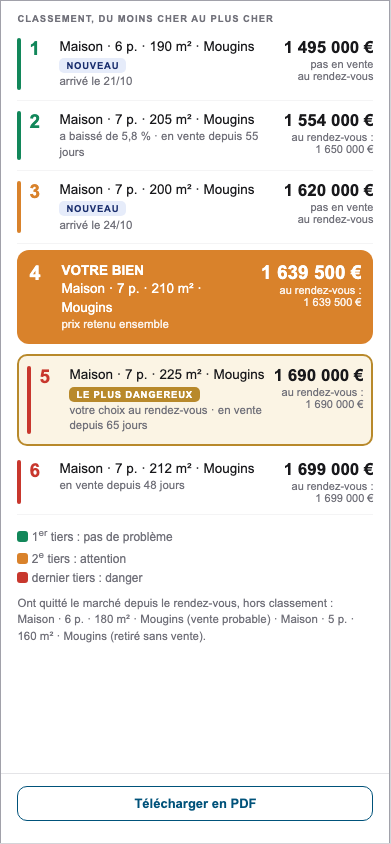 CLASSEMENT, DU MOINS CHER AU PLUS CHER
1
Maison · 6 p. · 190 m² · Mougins
NOUVEAU
arrivé le 21/10
1 495 000 €
pas en vente
au rendez-vous
2
Maison · 7 p. · 205 m² · Mougins
a baissé de 5,8 % · en vente depuis 55
jours
1 554 000 €
au rendez-vous :
1 650 000 €
3
Maison · 7 p. · 200 m² · Mougins
NOUVEAU
arrivé le 24/10
1 620 000 €
pas en vente
au rendez-vous
4
VOTRE BIEN
Maison · 7 p. · 210 m² ·
Mougins
prix retenu ensemble
1 639 500 €
au rendez-vous :
1 639 500 €
5
Maison · 7 p. · 225 m² · Mougins
LE PLUS DANGEREUX
votre choix au rendez-vous · en vente
depuis 65 jours
1 690 000 €
au rendez-vous :
1 690 000 €
6
Maison · 7 p. · 212 m² · Mougins
en vente depuis 48 jours
1 699 000 €
au rendez-vous :
1 699 000 €
1er tiers : pas de problème
2e tiers : attention
dernier tiers : danger
Ont quitté le marché depuis le rendez-vous, hors classement :
Maison · 6 p. · 180 m² · Mougins (vente probable) · Maison · 5 p. ·
160 m² · Mougins (retiré sans vente).
Télécharger en PDF